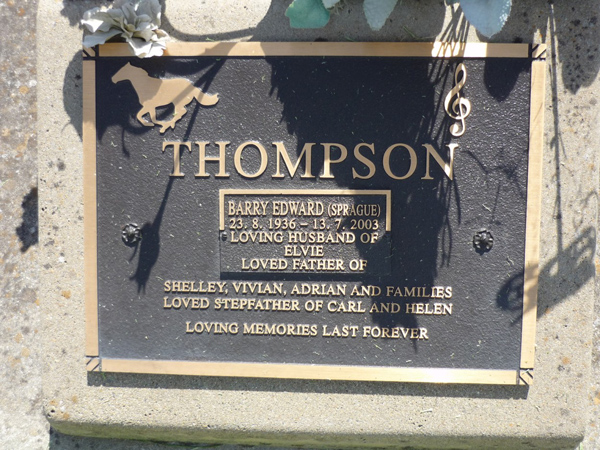 THOMPSON
BARRY EDWARD (SPRAGUE)
23. 8. 1936 – 13. 7. 2003
LOVING HUSBAND OF
ELVIE
LOVED FATHER OF
SHELLEY, VIVIAN, ADRIAN AND FAMILIES
LOVED STEPFATHER OF CARL AND HELEN
LOVING MEMORIES LAST FOREVER